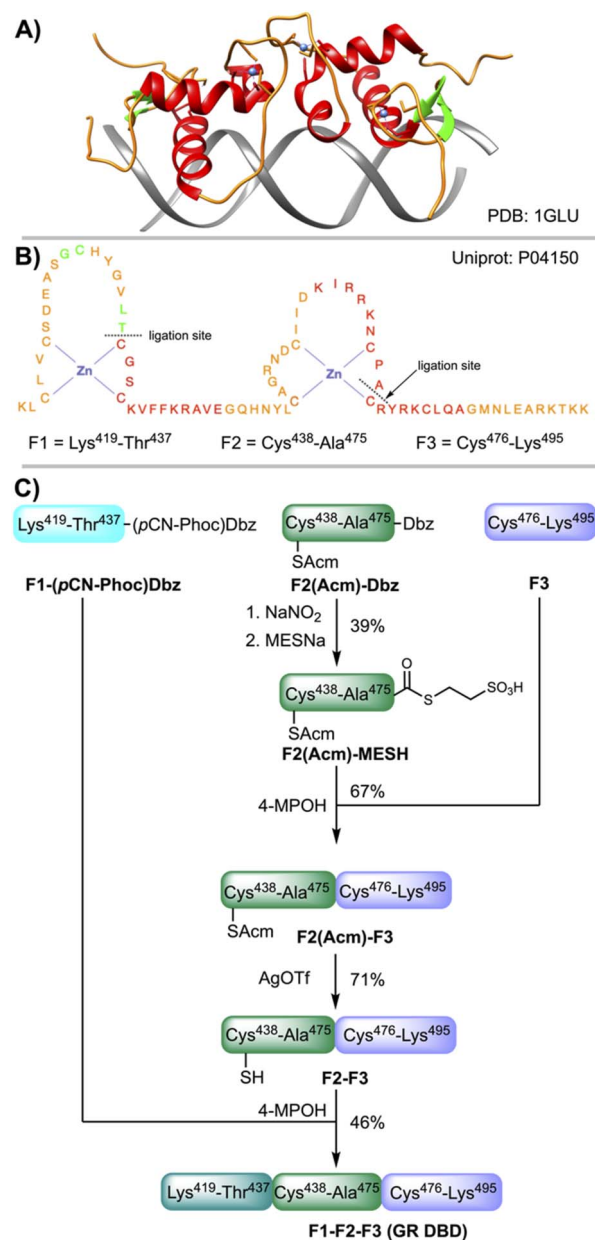 A)
PDB: 1GLU
B)
Uniprot: P04150
KLCLVCSDEASGCHYGVLTCGSCKVFFKRAVEGQHNYLCAGRNDCIIDKIRRKNCPACRYRKCLQAGMNLEARKTKK
Zn
ligation site
Zn
ligation site
F1 = Lys⁴¹⁹-Thr⁴³⁷ F2 = Cys⁴³⁸-Ala⁴⁷⁵ F3 = Cys⁴⁷⁶-Lys⁴⁹⁵
C)
Lys⁴¹⁹-Thr⁴³⁷-(pCN-Phoc)Dbz Cys⁴³⁸-Ala⁴⁷⁵-Dbz Cys⁴⁷⁶-Lys⁴⁹⁵
SAcm
F1-(pCN-Phoc)Dbz F2(Acm)-Dbz F3
1. NaNO₂
2. MESNa
39%
Cys⁴³⁸-Ala⁴⁷⁵ O S SO₃H
SAcm
F2(Acm)-MESH
4-MPOH 67%
Cys⁴³⁸-Ala⁴⁷⁵ Cys⁴⁷⁶-Lys⁴⁹⁵
SAcm
F2(Acm)-F3
AgOTf 71%
Cys⁴³⁸-Ala⁴⁷⁵ Cys⁴⁷⁶-Lys⁴⁹⁵
SH
F2-F3
4-MPOH 46%
Lys⁴¹⁹-Thr⁴³⁷ Cys⁴³⁸-Ala⁴⁷⁵ Cys⁴⁷⁶-Lys⁴⁹⁵
F1-F2-F3 (GR DBD)